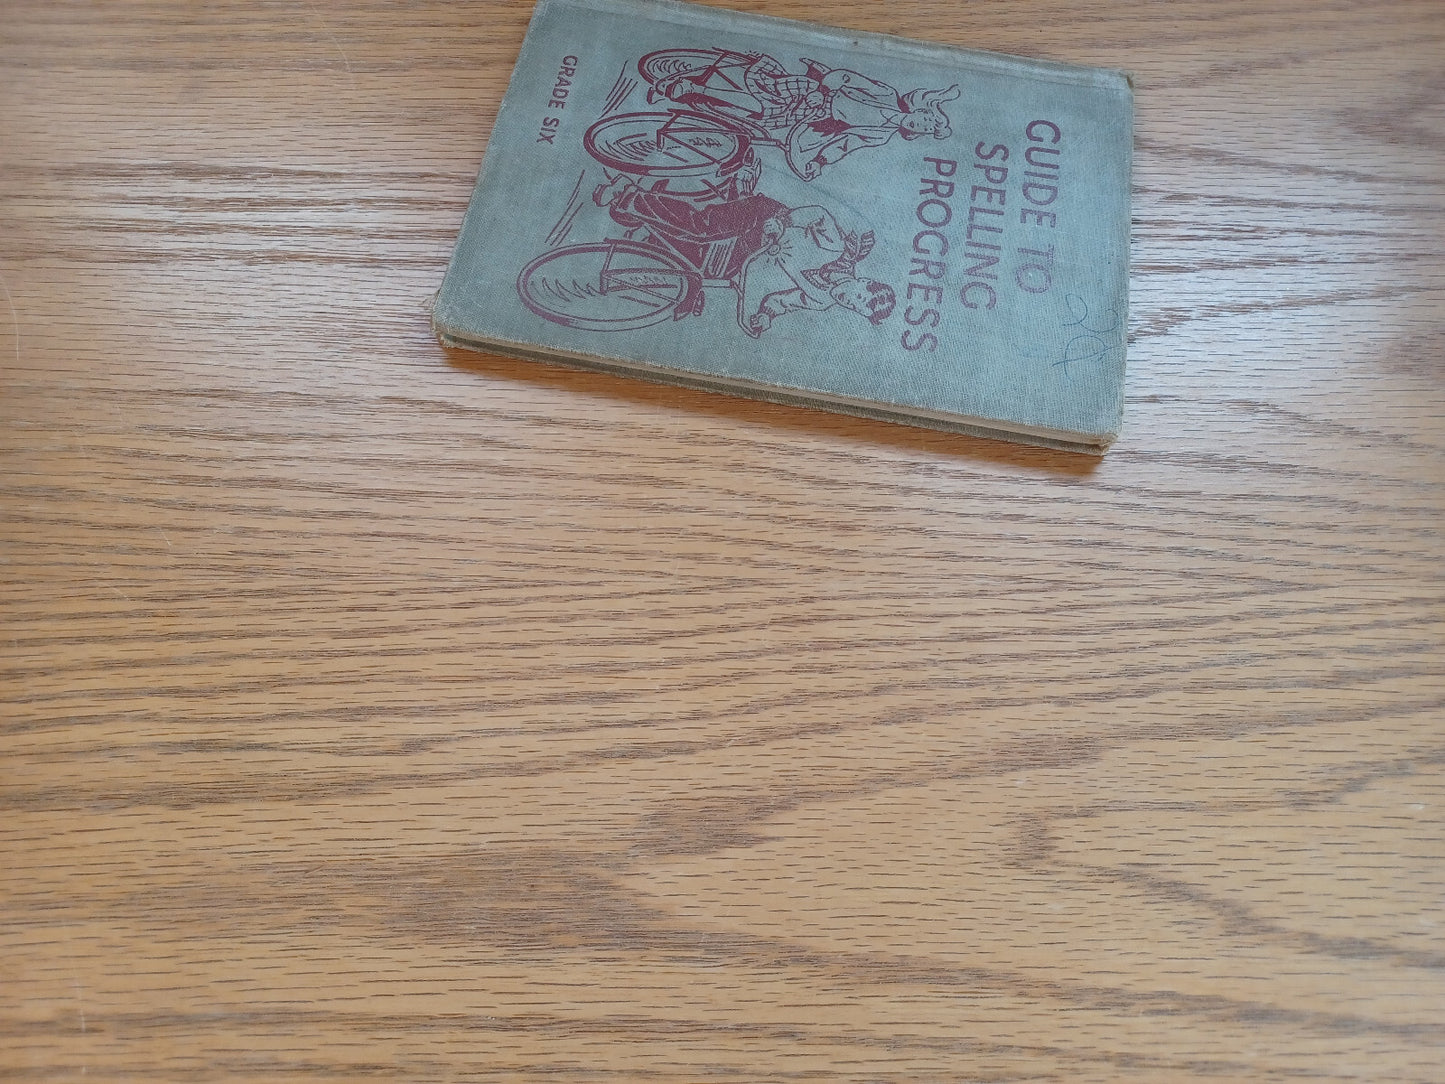 GUIDE TO
SPELLING
PROGRESS
GRADE SIX